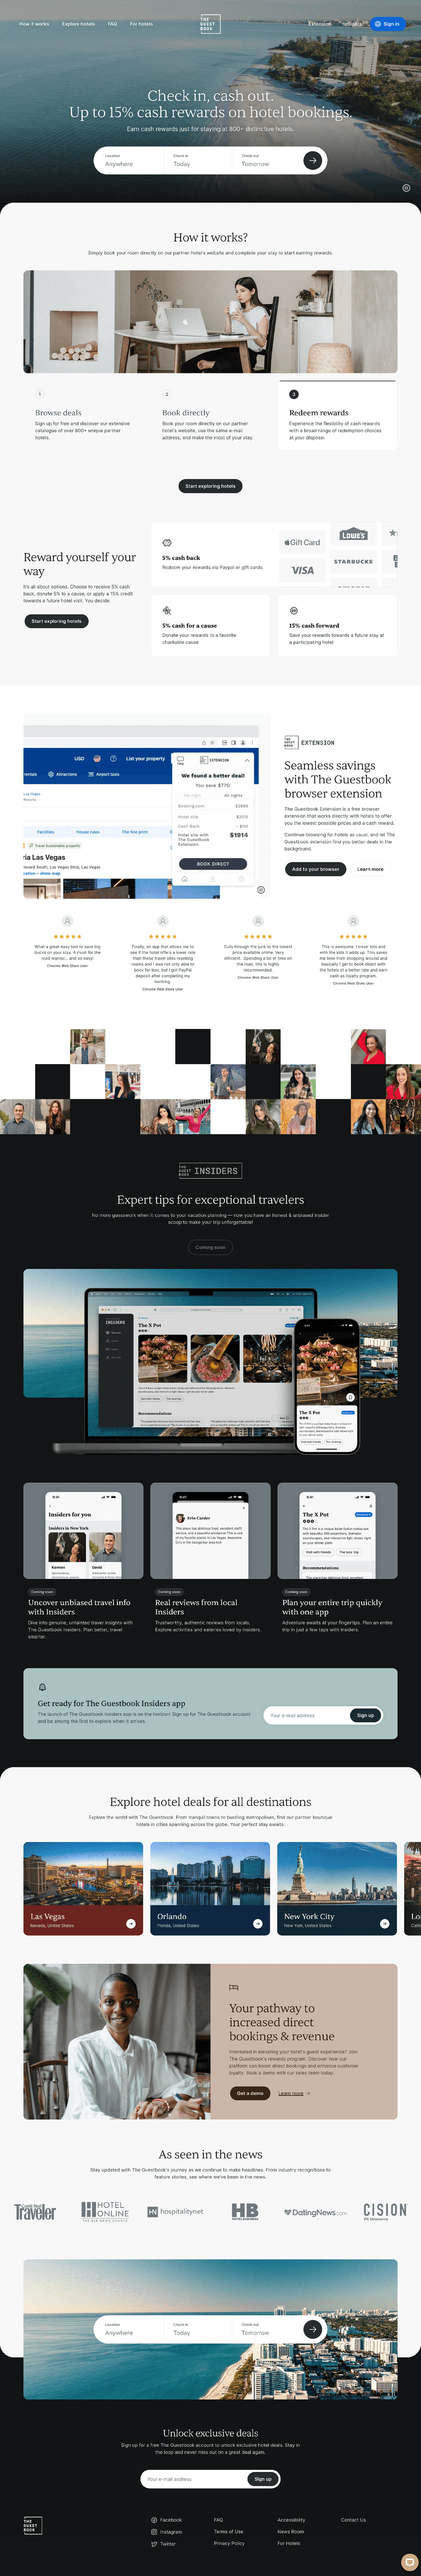 How it works
Explore hotels
FAQ
For hotels
THE
GUEST
BOOK
Extension
Insiders
Sign in
Check in, cash out.
Up to 15% cash rewards on hotel bookings.
Earn cash rewards just for staying at 800+ distinctive hotels.
Location
Anywhere
Check in
Today
Check out
Tomorrow
How it works?
Simply book your room directly on our partner hotel's website and complete your stay to start earning rewards.
1
Browse deals
Sign up for free and discover our extensive
catalogue of over 800+ unique partner
hotels.
2
Book directly
Book your room directly on our partner
hotel's website, use the same e-mail
address, and make the most of your stay.
3
Redeem rewards
Experience the flexibility of cash rewards
with a broad range of redemption choices
at your disposal.
Start exploring hotels
Reward yourself your
way
It's all about options. Choose to receive 5% cash
back, donate 5% to a cause, or apply a 15% credit
towards a future hotel visit. You decide.
Start exploring hotels
5% cash back
Redeem your rewards via Paypal or gift cards
Gift Card
VISA
LOWE'S
STARBUCKS
5% cash for a cause
Donate your rewards to a favorite
charitable cause
15% cash forward
Save your rewards towards a future stay at
a participating hotel
USD
List your property
rentals
Attractions
Airport taxis
Las Vegas
Facilities
House rules
The fine print
Travel Sustainable property
ria Las Vegas
Howard South, Las Vegas Strip, Las Vegas
cation – show map
Help
EXTENSION
We found a better deal!
You save $775!
Per night
All nights
Booking.com
$2689
Hotel site
$2015
Cash Back
- $101
Hotel site with
The Guestbook
Extension
$1914
BOOK DIRECT
THE
GUEST
BOOK
EXTENSION
Seamless savings
with The Guestbook
browser extension
The Guestbook Extension is a free browser
extension that works directly with hotels to offer
you the lowest possible prices and a cash reward.
Continue browsing for hotels as usual, and let The
Guestbook extension find you better deals in the
background.
Add to your browser
Learn more
What a great easy tool to save big
bucks on your stay. A must for the
road warrior... and so easy!
Chrome Web Store User
Finally, an app that allows me to
see if the hotel offers a lower rate
than the travel sites when reserving
rooms and I was not only able to
book for less, but I got PayPal
deposit after completing my
booking.
Chrome Web Store User
Cuts through the junk to the lowest
price available online. Very
efficient. Spending a lot of time on
the road, this is highly
recommended.
Chrome Web Store User
This is awesome. I travel lots and
with the kids it adds up. This saves
me time from shopping around and
basically I get to book direct with
the hotels at a better rate and earn
cash as loyalty program.
Chrome Web Store User
THE
GUEST
BOOK
INSIDERS
Expert tips for exceptional travelers
No more guesswork when it comes to your vacation planning — now you have an honest & unbiased insider
scoop to make your trip unforgettable!
Coming soon
INSIDERS
The X Pot
Recommendations
The X Pot
Insiders for you
Insiders in New York
Karmen
David
Coming soon
Uncover unbiased travel info
with Insiders
Dive into genuine, untainted travel insights with
The Guestbook Insiders. Plan better, travel
smarter.
Erin Carder
Coming soon
Real reviews from local
Insiders
Trustworthy, authentic reviews from locals.
Explore activities and eateries loved by Insiders.
The X Pot
Recommendations
Coming soon
Plan your entire trip quickly
with one app
Adventure awaits at your fingertips. Plan an entire
trip in just a few taps with Insiders.
Get ready for The Guestbook Insiders app
The launch of The Guestbook Insiders app is on the horizon! Sign up for The Guestbook account
and be among the first to explore when it arrives.
Your e-mail address
Sign up
Explore hotel deals for all destinations
Explore the world with The Guestbook. From tranquil towns to bustling metropolises, find our partner boutique
hotels in cities spanning across the globe. Your perfect stay awaits.
Las Vegas
Nevada, United States
Orlando
Florida, United States
New York City
New York, United States
Lo
Calif
Your pathway to
increased direct
bookings & revenue
Interested in elevating your hotel's guest experience? Join
The Guestbook's rewards program. Discover how our
platform can boost direct bookings and enhance customer
loyalty. Book a demo with our sales team today.
Get a demo
Learn more
As seen in the news
Stay updated with The Guestbook's journey as we continue to make headlines. From industry recognitions to
feature stories, see where we've been in the news.
Condé Nast
Traveler
HOTEL
ONLINE
THE B2B NEWS SOURCE
HN
hospitalitynet
HB
HOTEL BUSINESS
DatingNews.com
CISION
PR Newswire
Location
Anywhere
Check in
Today
Check out
Tomorrow
Unlock exclusive deals
Sign up for a free The Guestbook account to unlock exclusive hotel deals. Stay in
the loop and never miss out on a great deal again.
Your e-mail address
Sign up
THE
GUEST
BOOK
Facebook
Instagram
Twitter
FAQ
Terms of Use
Privacy Policy
Accessibility
News Room
For Hotels
Contact Us